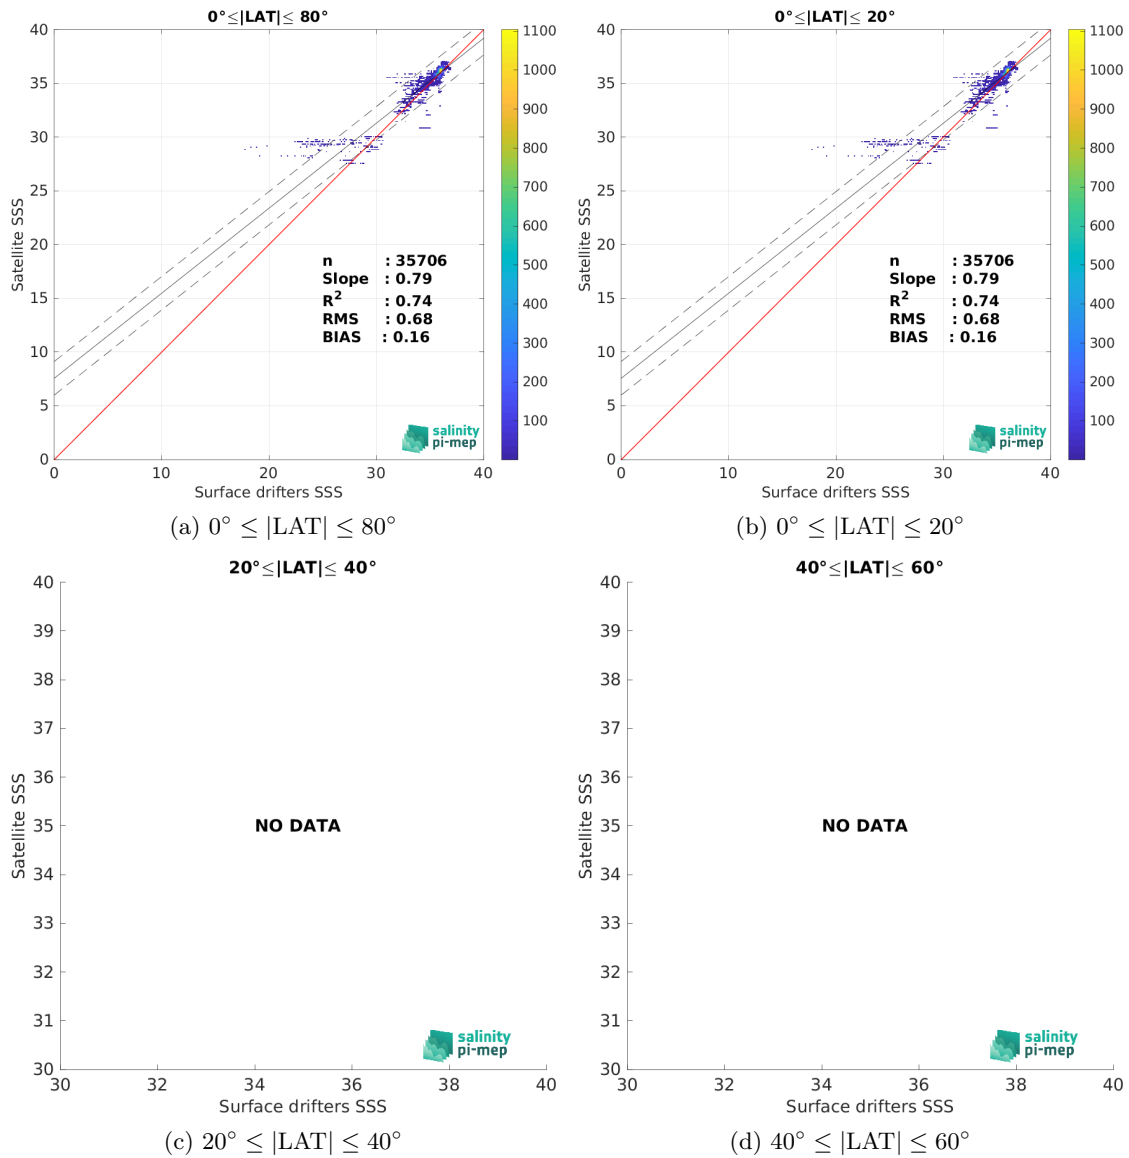 0°≤|LAT|≤ 80°
40
35
30
25
20
15
10
5
0
Satellite SSS
n : 35706
Slope : 0.79
R² : 0.74
RMS : 0.68
BIAS : 0.16
salinity
pi-mep
0 10 20 30 40
Surface drifters SSS
1100
1000
900
800
700
600
500
400
300
200
100
(a) 0° ≤ |LAT| ≤ 80°
0°≤|LAT|≤ 20°
40
35
30
25
20
15
10
5
0
Satellite SSS
n : 35706
Slope : 0.79
R² : 0.74
RMS : 0.68
BIAS : 0.16
salinity
pi-mep
0 10 20 30 40
Surface drifters SSS
1100
1000
900
800
700
600
500
400
300
200
100
(b) 0° ≤ |LAT| ≤ 20°
20°≤|LAT|≤ 40°
40
39
38
37
36
35
34
33
32
31
30
Satellite SSS
NO DATA
salinity
pi-mep
30 32 34 36 38 40
Surface drifters SSS
(c) 20° ≤ |LAT| ≤ 40°
40°≤|LAT|≤ 60°
40
39
38
37
36
35
34
33
32
31
30
Satellite SSS
NO DATA
salinity
pi-mep
30 32 34 36 38 40
Surface drifters SSS
(d) 40° ≤ |LAT| ≤ 60°